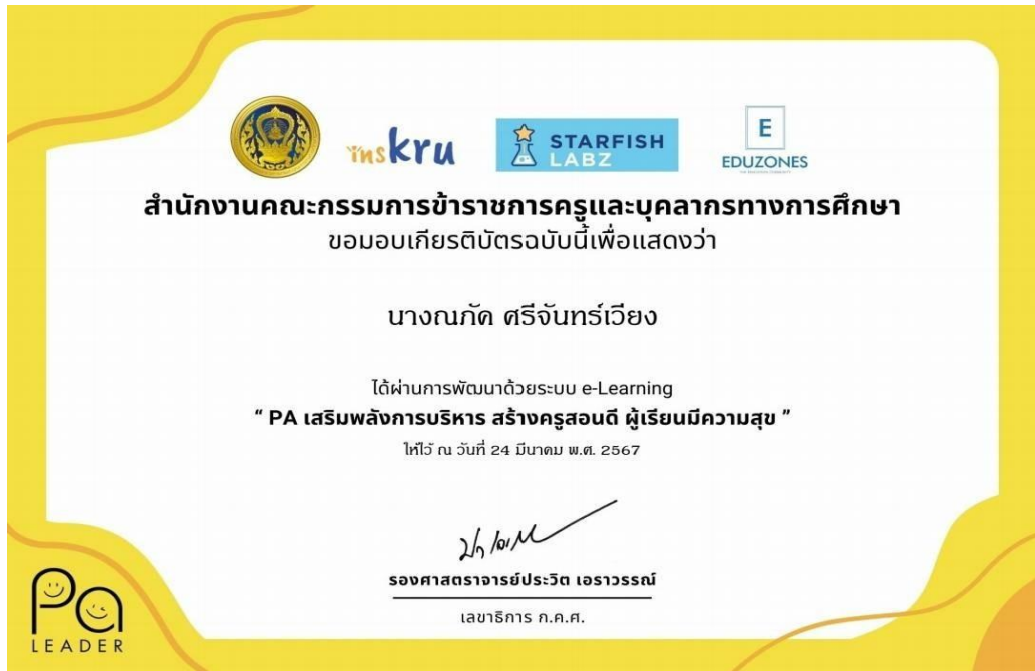 inskru
STARFISH
LABZ
E
EDUZONES
สำนักงานคณะกรรมการข้าราชการครูและบุคลากรทางการศึกษา
ขอมอบเกียรติบัตรฉบับนี้เพื่อแสดงว่า
นางณภัค ศรีจันทร์เวียง
ได้ผ่านการพัฒนาด้วยระบบ e-Learning
“ PA เสริมพลังการบริหาร สร้างครูสอนดี ผู้เรียนมีความสุข ”
ให้ไว้ ณ วันที่ 24 มีนาคม พ.ศ. 2567
รองศาสตราจารย์ประวิต เอราวรรณ์
เลขาธิการ ก.ค.ศ.
Pa
LEADER